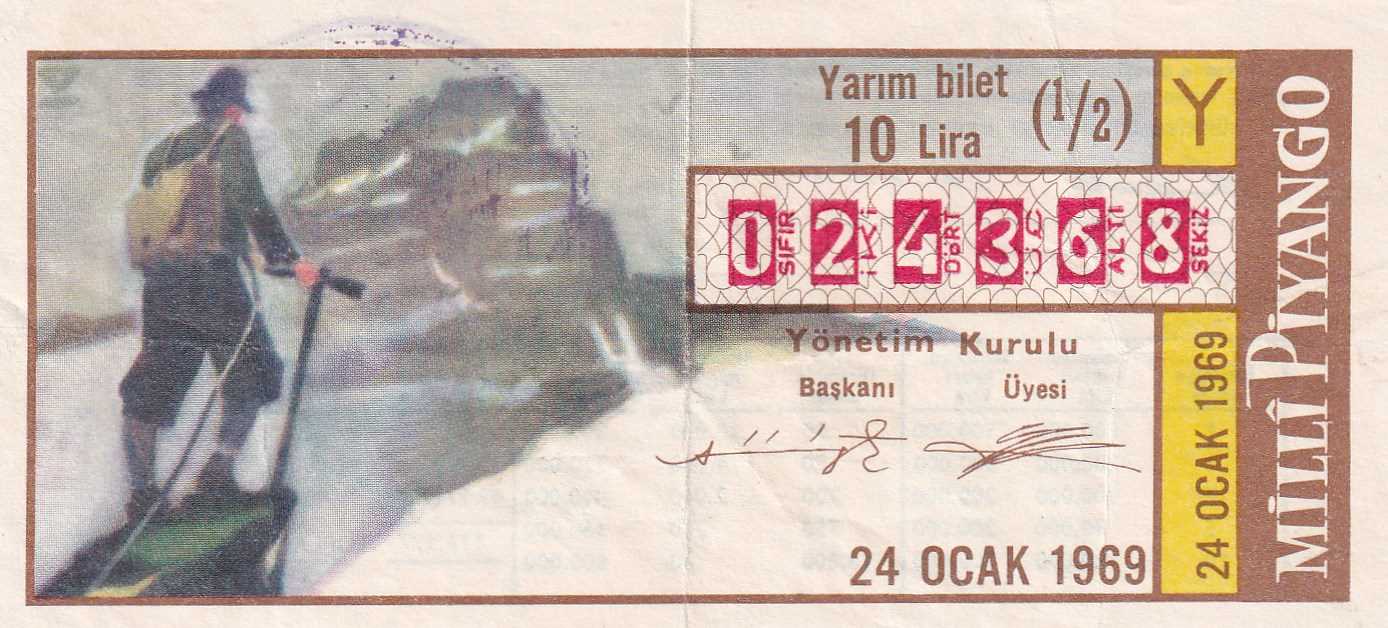 Yarım bilet
10 Lira
(1/2)
Y
0 2 4 3 6 8
SIFIR İKİ DÖRT ÜÇ ALTI SEKİZ
Yönetim Kurulu
Başkanı Üyesi
24 OCAK 1969
24 OCAK 1969
MİLLÎ PİYANGO